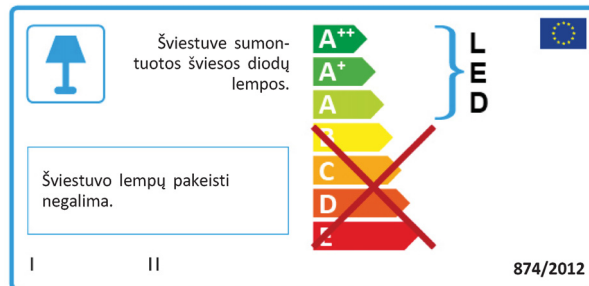 Šviestuve sumon-
tuotos šviesos diodų
lempos.
A++
A+
A
B
C
D
E
L
E
D
Šviestuvo lempų pakeisti
negalima.
I II
874/2012